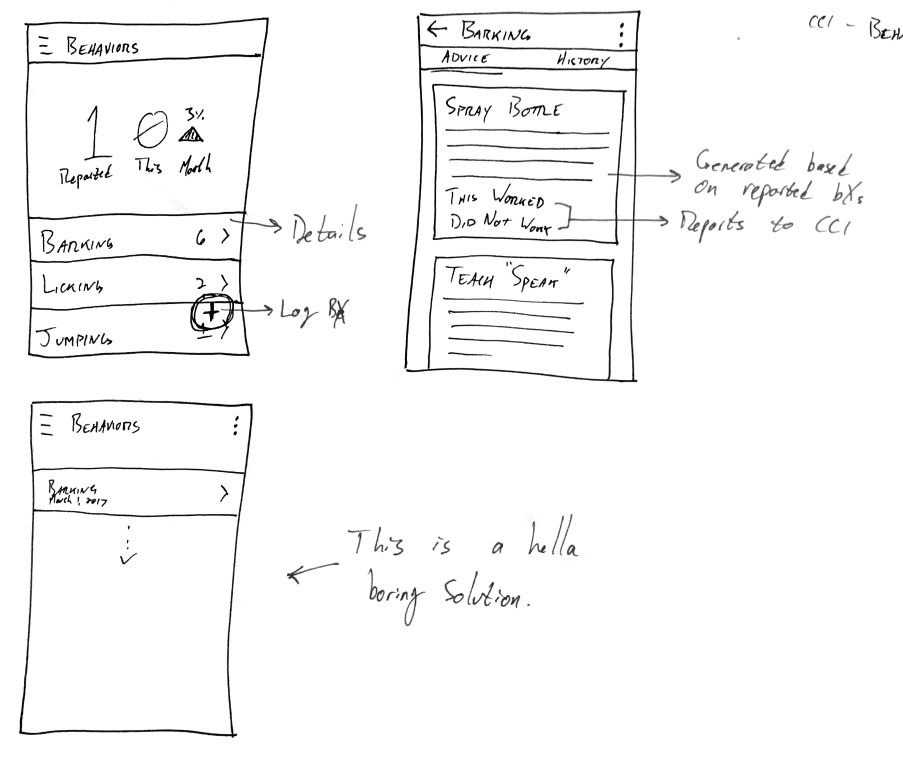 CCI - BEHA
BEHAVIORS
1 0 3%
Reported This Month
BARKING 6 >
Details
LICKING 2 >
+
Log BX
JUMPING 1 >
← BARKING
ADVICE HISTORY
SPRAY BOTTLE
THIS WORKED
DID NOT WORK
Generated based
on reported bXs
Reports to CCI
TEACH "SPEAK"
BEHAVIORS
BARKING >
March 1, 2017
This is a hella
boring solution.